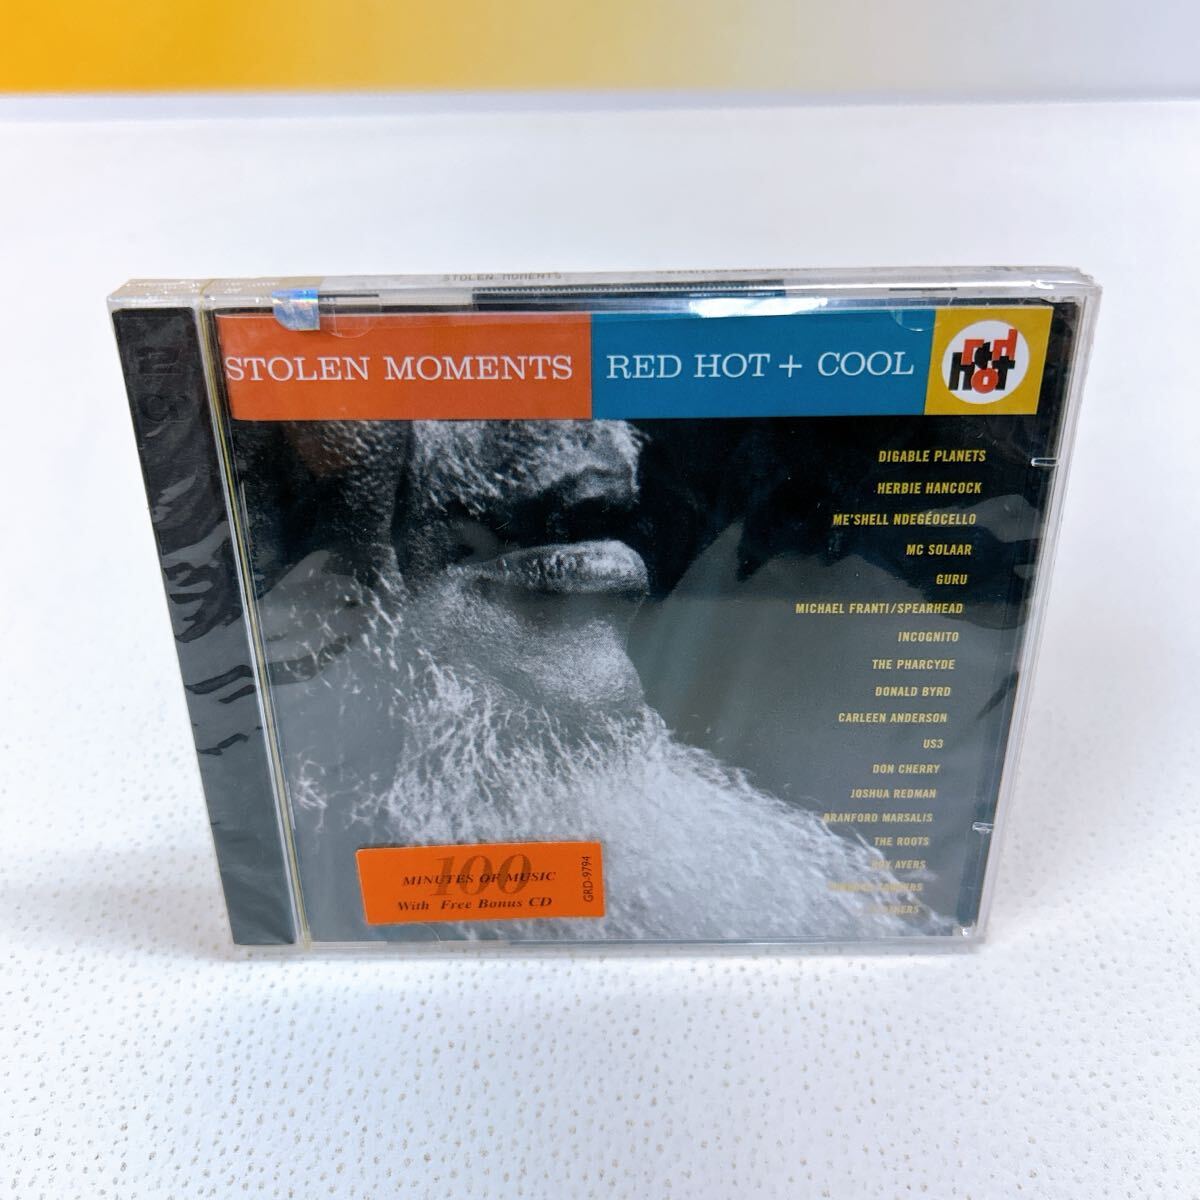 STOLEN MOMENTS
STOLEN MOMENTS
RED HOT + COOL
red
hot
DIGABLE PLANETS
HERBIE HANCOCK
ME'SHELL NDEGÉOCELLO
MC SOLAAR
GURU
MICHAEL FRANTI/SPEARHEAD
INCOGNITO
THE PHARCYDE
DONALD BYRD
CARLEEN ANDERSON
US3
DON CHERRY
JOSHUA REDMAN
BRANFORD MARSALIS
THE ROOTS
ROY AYERS
100
MINUTES OF MUSIC
With Free Bonus CD
GRD-9794